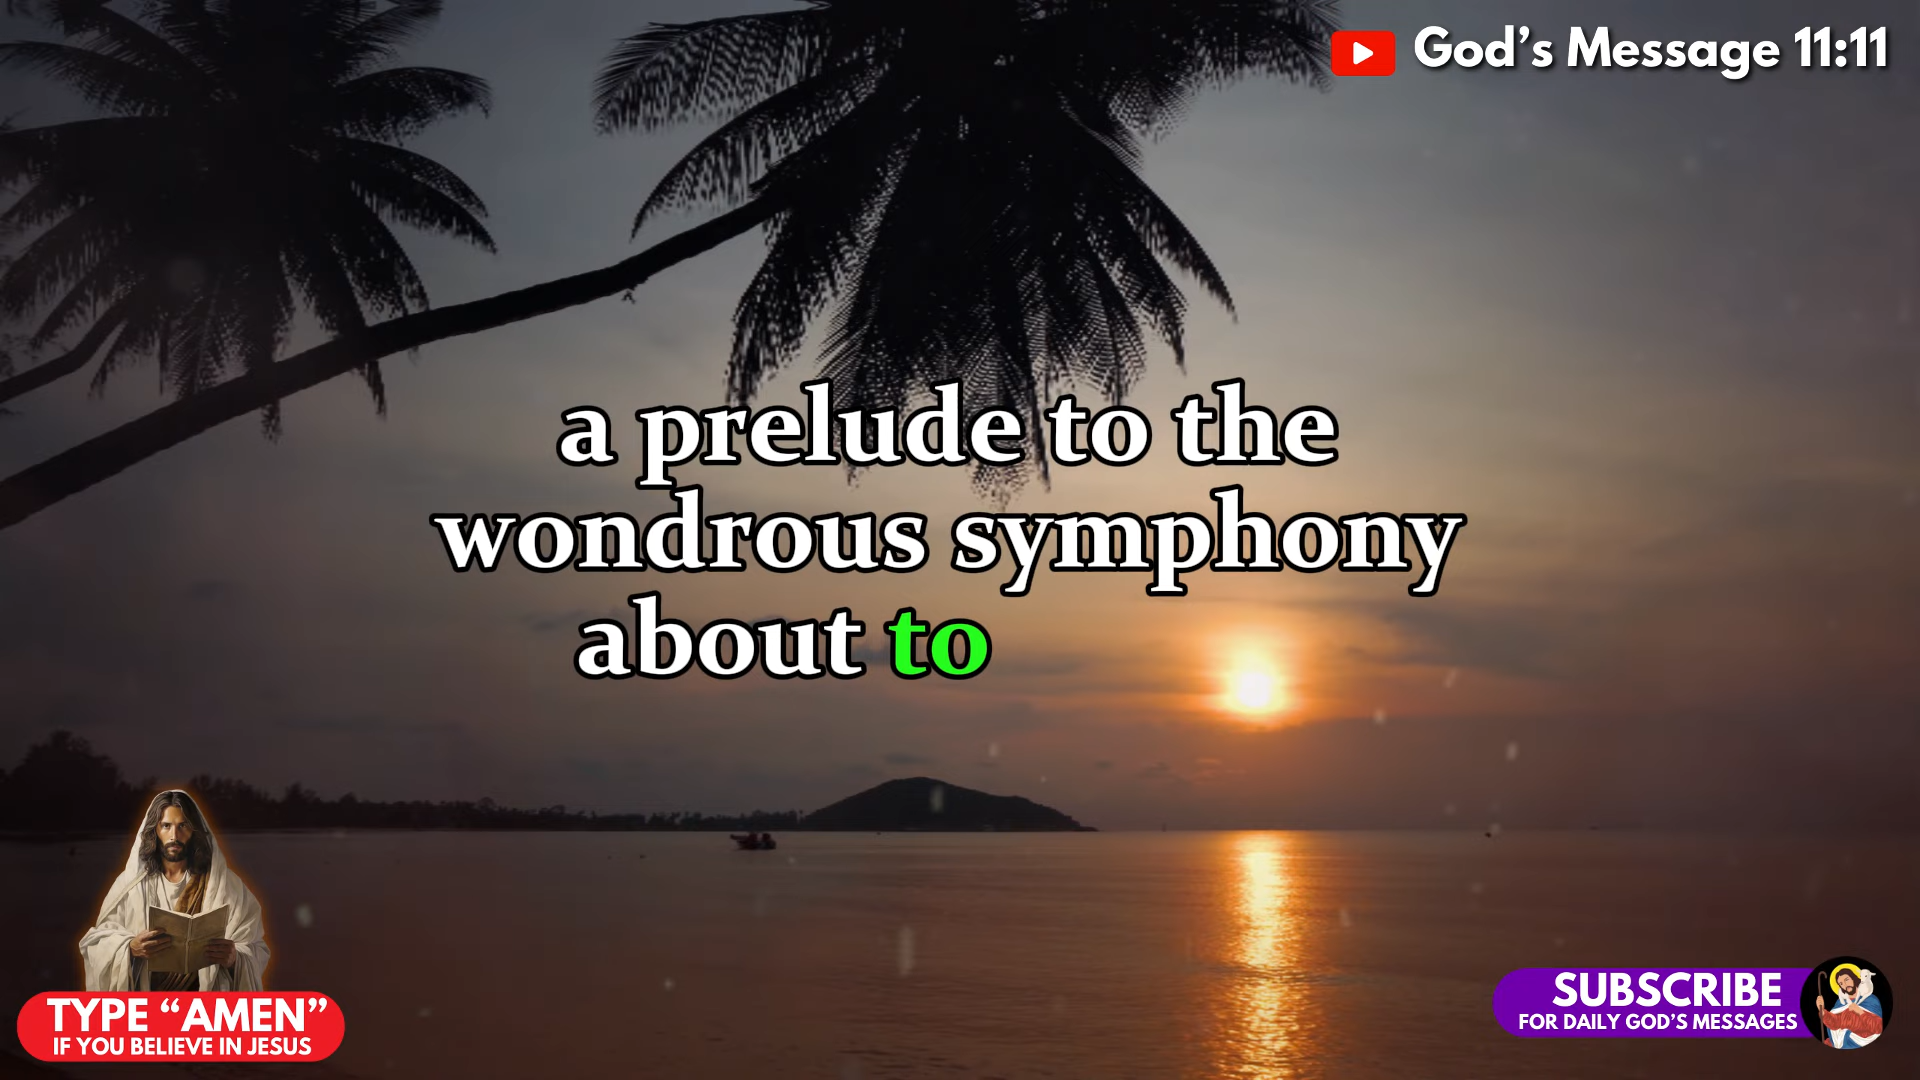 God’s Message 11:11
a prelude to the
wondrous symphony
about to
TYPE “AMEN”
IF YOU BELIEVE IN JESUS
SUBSCRIBE
FOR DAILY GOD’S MESSAGES